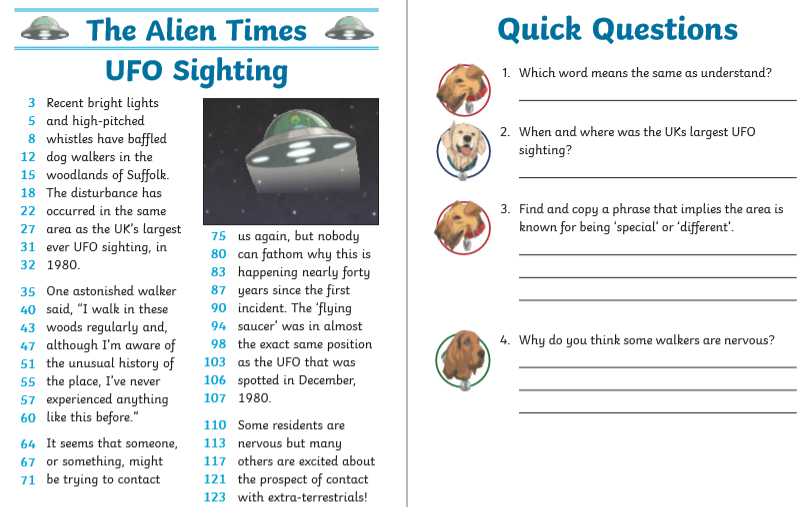 The Alien Times
UFO Sighting
3 Recent bright lights
5 and high-pitched
8 whistles have baffled
12 dog walkers in the
15 woodlands of Suffolk.
18 The disturbance has
22 occurred in the same
27 area as the UK's largest
31 ever UFO sighting, in
32 1980.
35 One astonished walker
40 said, "I walk in these
43 woods regularly and,
47 although I'm aware of
51 the unusual history of
55 the place, I've never
57 experienced anything
60 like this before."
64 It seems that someone,
67 or something, might
71 be trying to contact
75 us again, but nobody
80 can fathom why this is
83 happening nearly forty
87 years since the first
90 incident. The 'flying
94 saucer' was in almost
98 the exact same position
103 as the UFO that was
106 spotted in December,
107 1980.
110 Some residents are
113 nervous but many
117 others are excited about
121 the prospect of contact
123 with extra-terrestrials!
Quick Questions
1. Which word means the same as understand?
2. When and where was the UKs largest UFO
sighting?
3. Find and copy a phrase that implies the area is
known for being 'special' or 'different'.
4. Why do you think some walkers are nervous?